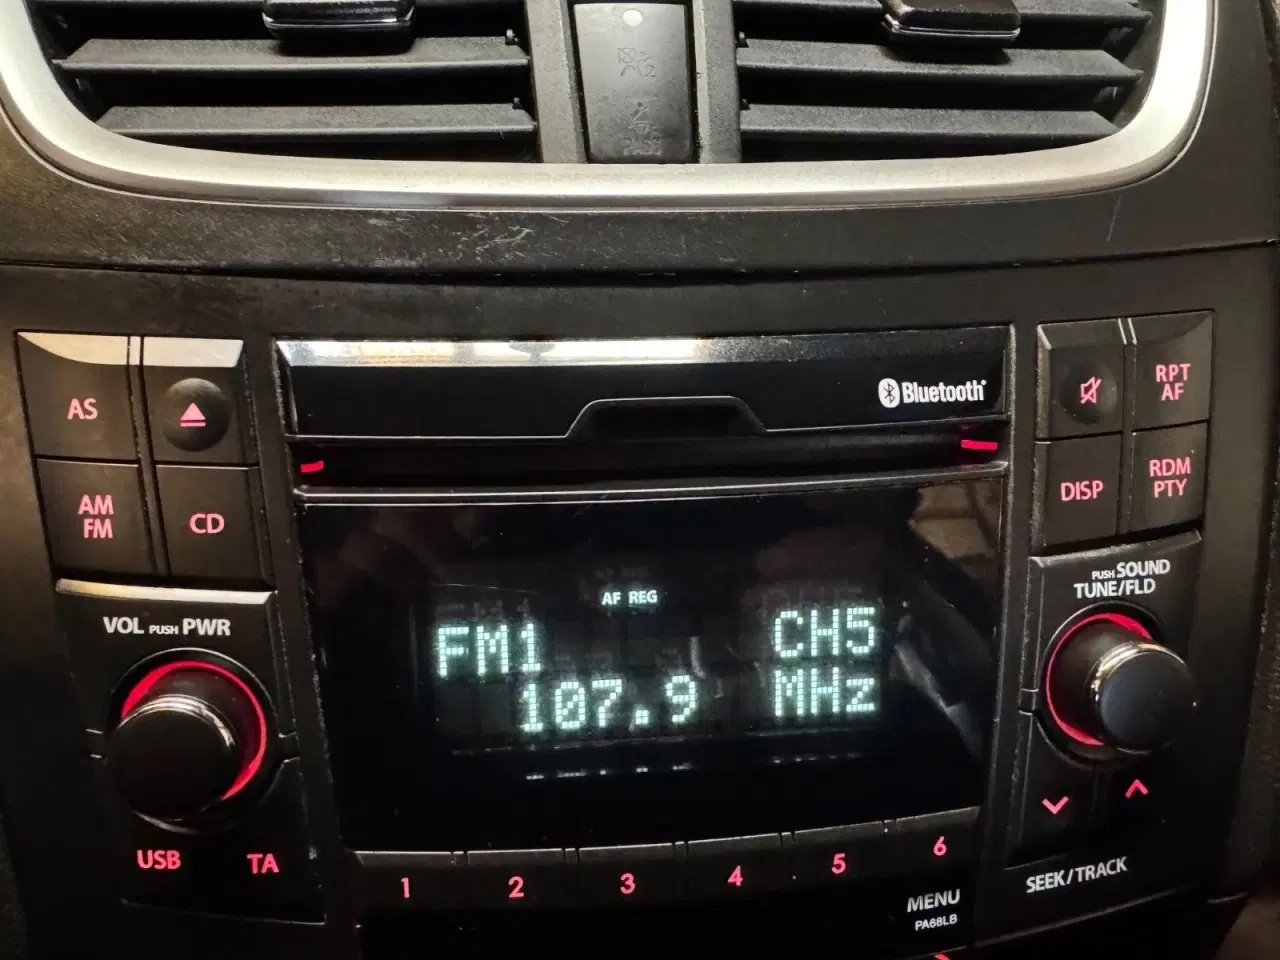 Bluetooth
AS
AM
FM
CD
RPT
AF
DISP
RDM
PTY
VOL PUSH PWR
PUSH SOUND
TUNE/FLD
AF REG
FM1
CH5
107.9
MHz
USB
TA
1
2
3
4
5
6
MENU
PA68LB
SEEK/TRACK